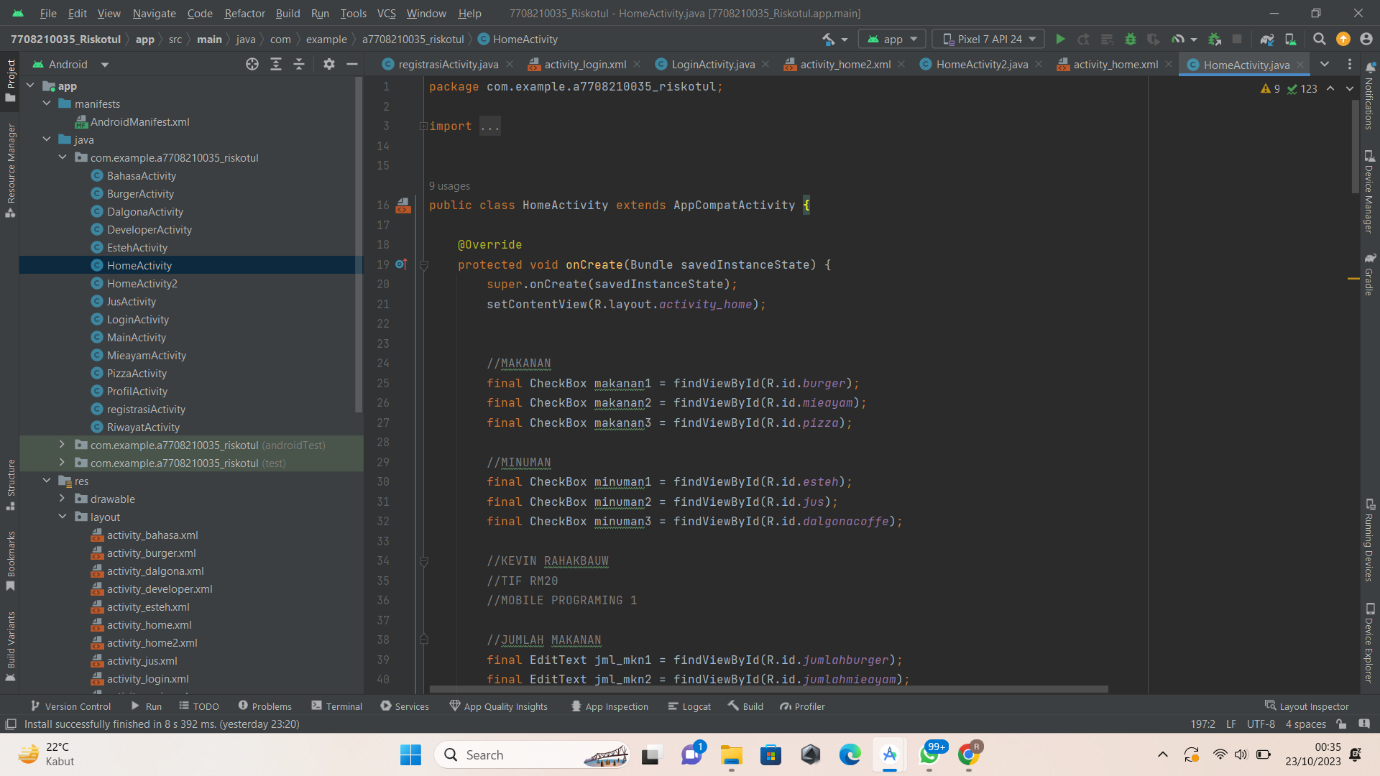 File Edit View Navigate Code Refactor Build Run Tools VCS Window Help 7708210035_Riskotul - HomeActivity.java [7708210035_Riskotul.app.main]
7708210035_Riskotul app src main java com example a7708210035_riskotul HomeActivity app Pixel 7 API 24
Android registrasiActivity.java activity_login.xml LoginActivity.java activity_home2.xml HomeActivity2.java activity_home.xml HomeActivity.java
Project
Resource Manager
Structure
Bookmarks
Build Variants
app
manifests
AndroidManifest.xml
java
com.example.a7708210035_riskotul
BahasaActivity
BurgerActivity
DalgonaActivity
DeveloperActivity
EstehActivity
HomeActivity
HomeActivity2
JusActivity
LoginActivity
MainActivity
MieayamActivity
PizzaActivity
ProfilActivity
registrasiActivity
RiwayatActivity
com.example.a7708210035_riskotul (androidTest)
com.example.a7708210035_riskotul (test)
res
drawable
layout
activity_bahasa.xml
activity_burger.xml
activity_dalgona.xml
activity_developer.xml
activity_esteh.xml
activity_home.xml
activity_home2.xml
activity_jus.xml
activity_login.xml
9 123
1 package com.example.a7708210035_riskotul;
2
3 import ...
14
15
9 usages
16 public class HomeActivity extends AppCompatActivity {
17
18 @Override
19 protected void onCreate(Bundle savedInstanceState) {
20 super.onCreate(savedInstanceState);
21 setContentView(R.layout.activity_home);
22
23
24 //MAKANAN
25 final CheckBox makanan1 = findViewById(R.id.burger);
26 final CheckBox makanan2 = findViewById(R.id.mieayam);
27 final CheckBox makanan3 = findViewById(R.id.pizza);
28
29 //MINUMAN
30 final CheckBox minuman1 = findViewById(R.id.esteh);
31 final CheckBox minuman2 = findViewById(R.id.jus);
32 final CheckBox minuman3 = findViewById(R.id.dalgonacoffe);
33
34 //KEVIN RAHAKBAUW
35 //TIF RM20
36 //MOBILE PROGRAMING 1
37
38 //JUMLAH MAKANAN
39 final EditText jml_mkn1 = findViewById(R.id.jumlahburger);
40 final EditText jml_mkn2 = findViewById(R.id.jumlahmieayam);
Notifications
Device Manager
Gradle
Running Devices
Device Explorer
Version Control Run TODO Problems Terminal Services App Quality Insights App Inspection Logcat Build Profiler Layout Inspector
Install successfully finished in 8 s 392 ms. (yesterday 23:20) 197:2 LF UTF-8 4 spaces
22°C
Kabut
Search
1
99+
R
00:35
23/10/2023